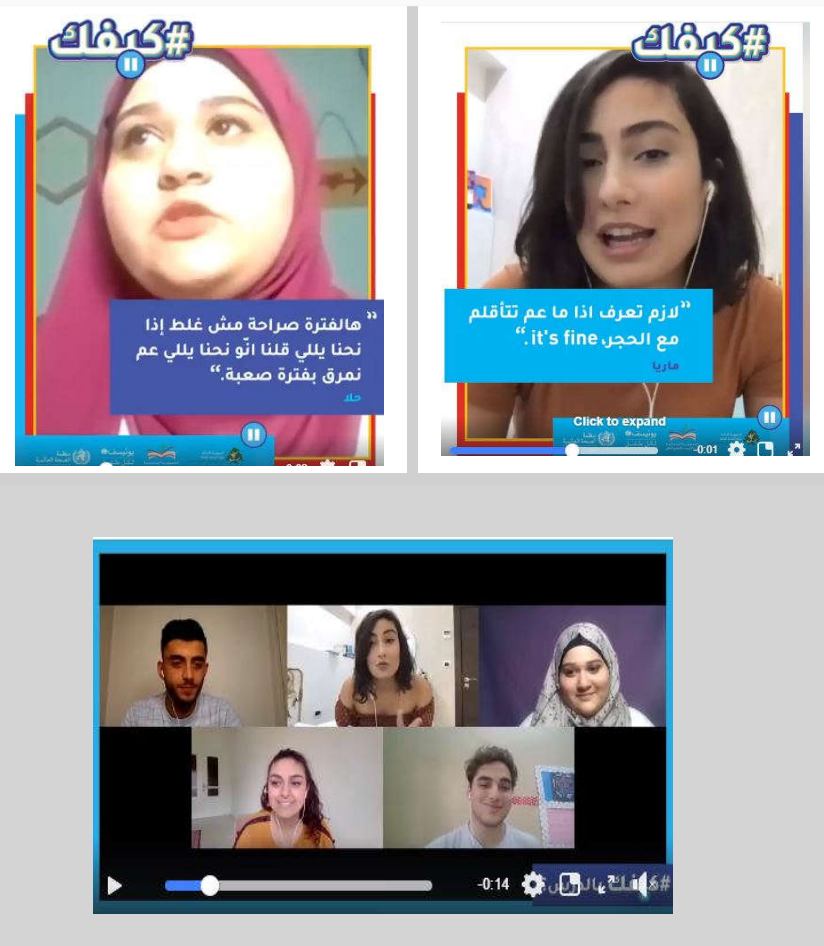 #كيفك
”هالفترة صراحة مش غلط إذا
نحنا يللي قلنا انّو نحنا يللي عم
نمرق بفترة صعبة.“
حلا
#كيفك
”لازم تعرف اذا ما عم تتأقلم
مع الحجر، it's fine.“
ماريا
Click to expand
يونيسف
-0:01
-0:14
#كيفك